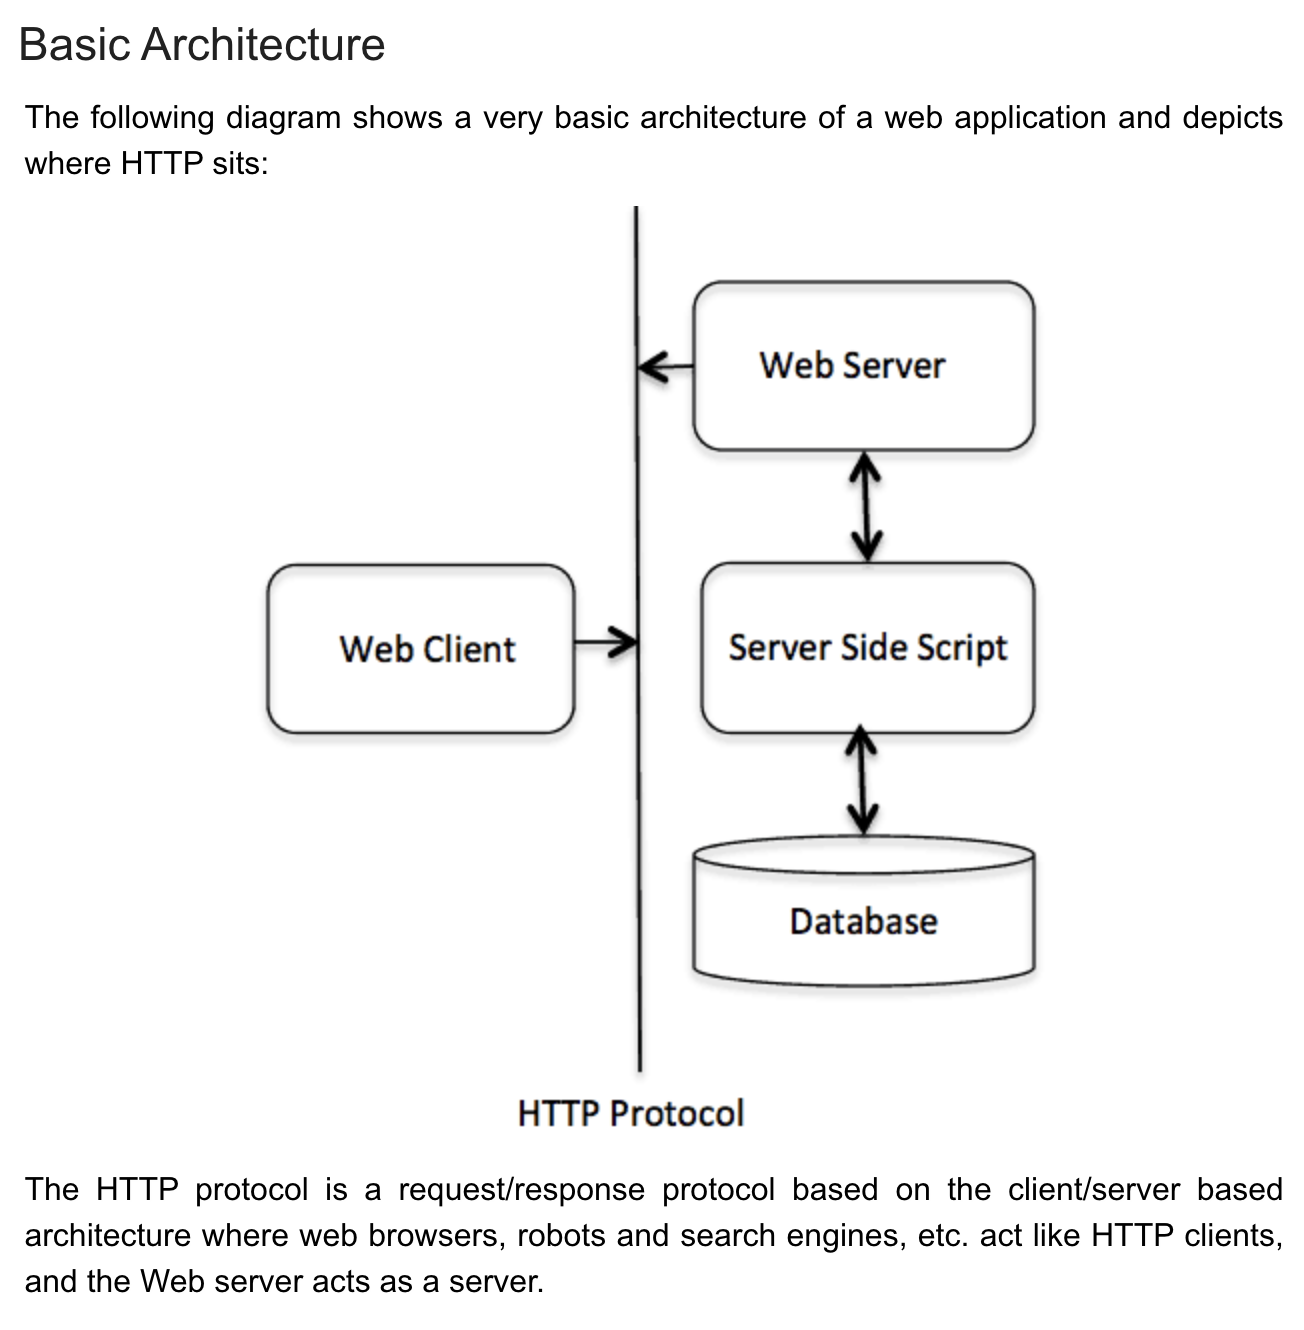 Basic Architecture
The following diagram shows a very basic architecture of a web application and depicts
where HTTP sits:
Web Server
Web Client
Server Side Script
Database
HTTP Protocol
The HTTP protocol is a request/response protocol based on the client/server based
architecture where web browsers, robots and search engines, etc. act like HTTP clients,
and the Web server acts as a server.